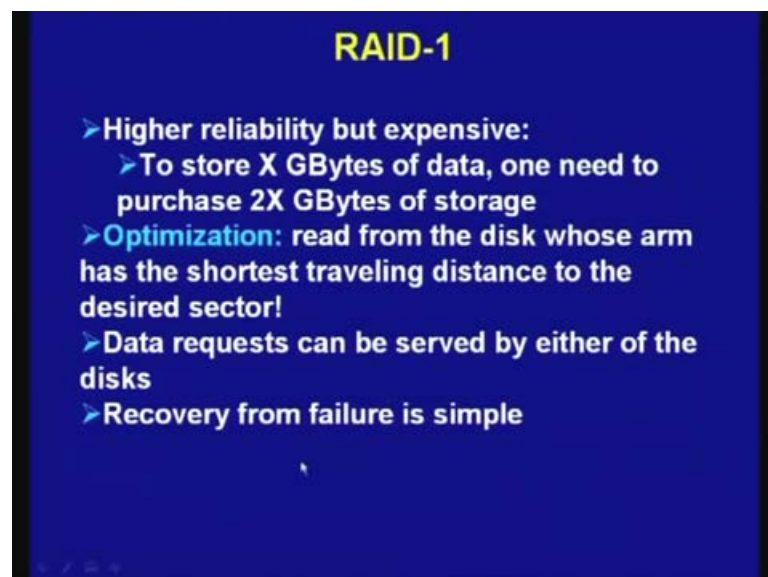 RAID-1
➢Higher reliability but expensive:
➢To store X GBytes of data, one need to
purchase 2X GBytes of storage
➢Optimization: read from the disk whose arm
has the shortest traveling distance to the
desired sector!
➢Data requests can be served by either of the
disks
➢Recovery from failure is simple